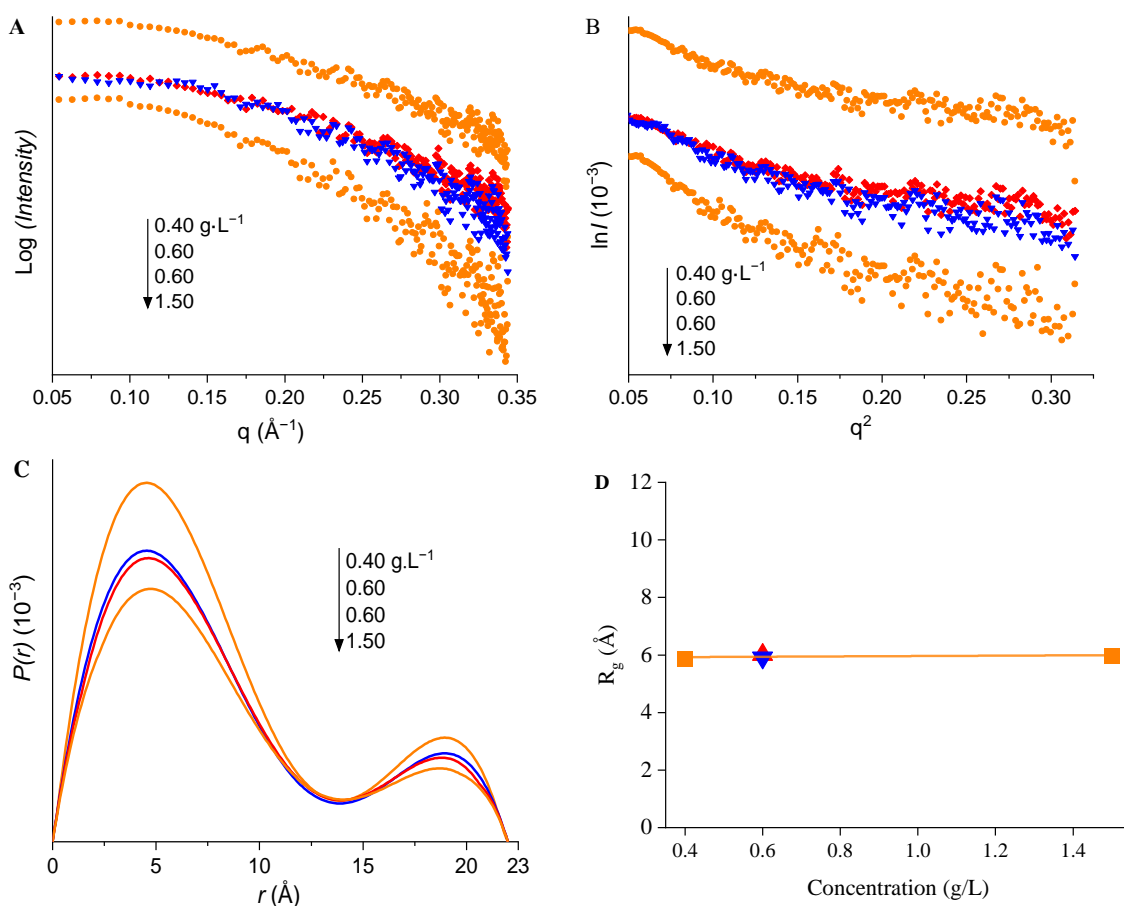 A
Log (Intensity)
0.40 g·L⁻¹
0.60
0.60
1.50
0.05 0.10 0.15 0.20 0.25 0.30 0.35
q (Å⁻¹)
B
lnI (10⁻³)
0.40 g·L⁻¹
0.60
0.60
1.50
0.05 0.10 0.15 0.20 0.25 0.30
q²
C
P(r) (10⁻³)
0.40 g.L⁻¹
0.60
0.60
1.50
0 5 10 15 20 23
r (Å)
D
R_g (Å)
12
10
8
6
4
2
0
0.4 0.6 0.8 1.0 1.2 1.4
Concentration (g/L)